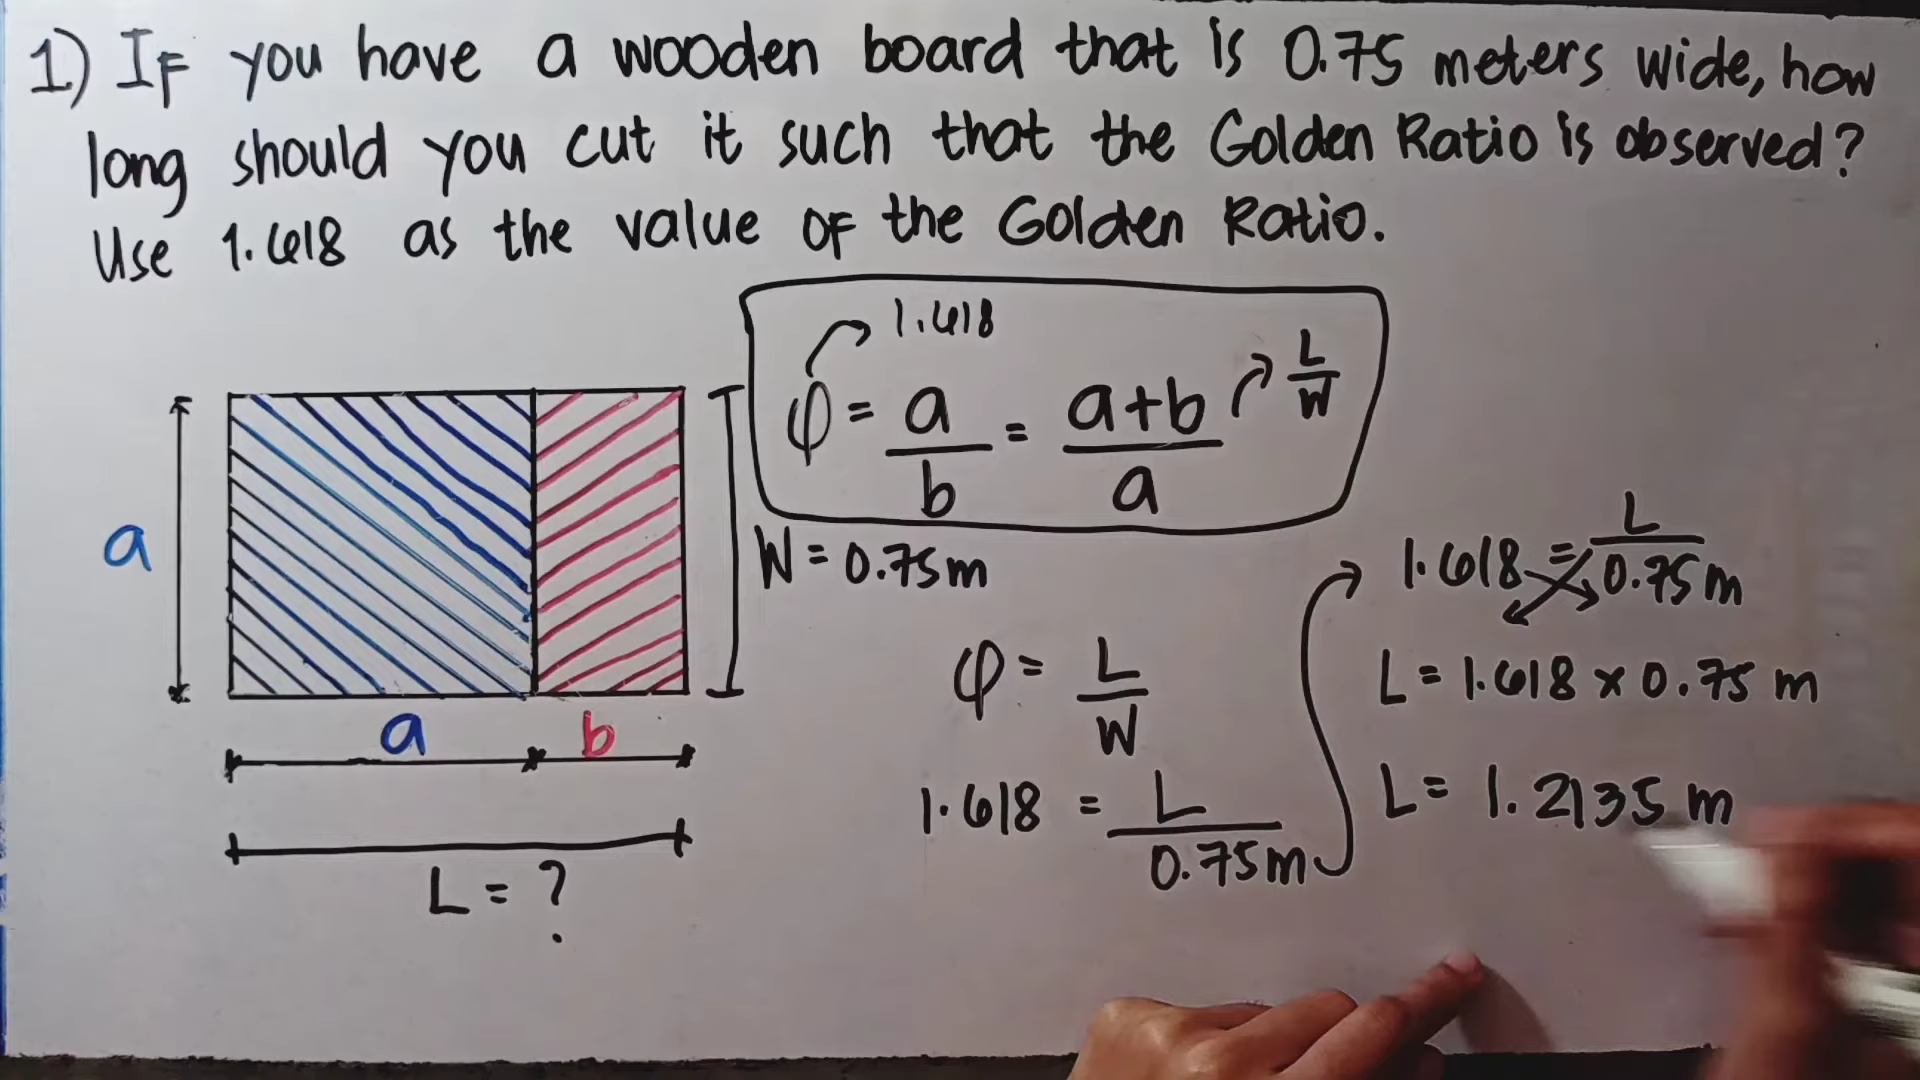 1.) If you have a wooden board that is 0.75 meters wide, how
long should you cut it such that the Golden Ratio is observed?
Use 1.618 as the value of the Golden Ratio.
1.618
φ = a/b = (a+b)/a
L/W
a
W = 0.75m
a b
L = ?
φ = L/W
1.618 = L/0.75m
1.618 = L/0.75m
L = 1.618 x 0.75 m
L = 1.2135 m